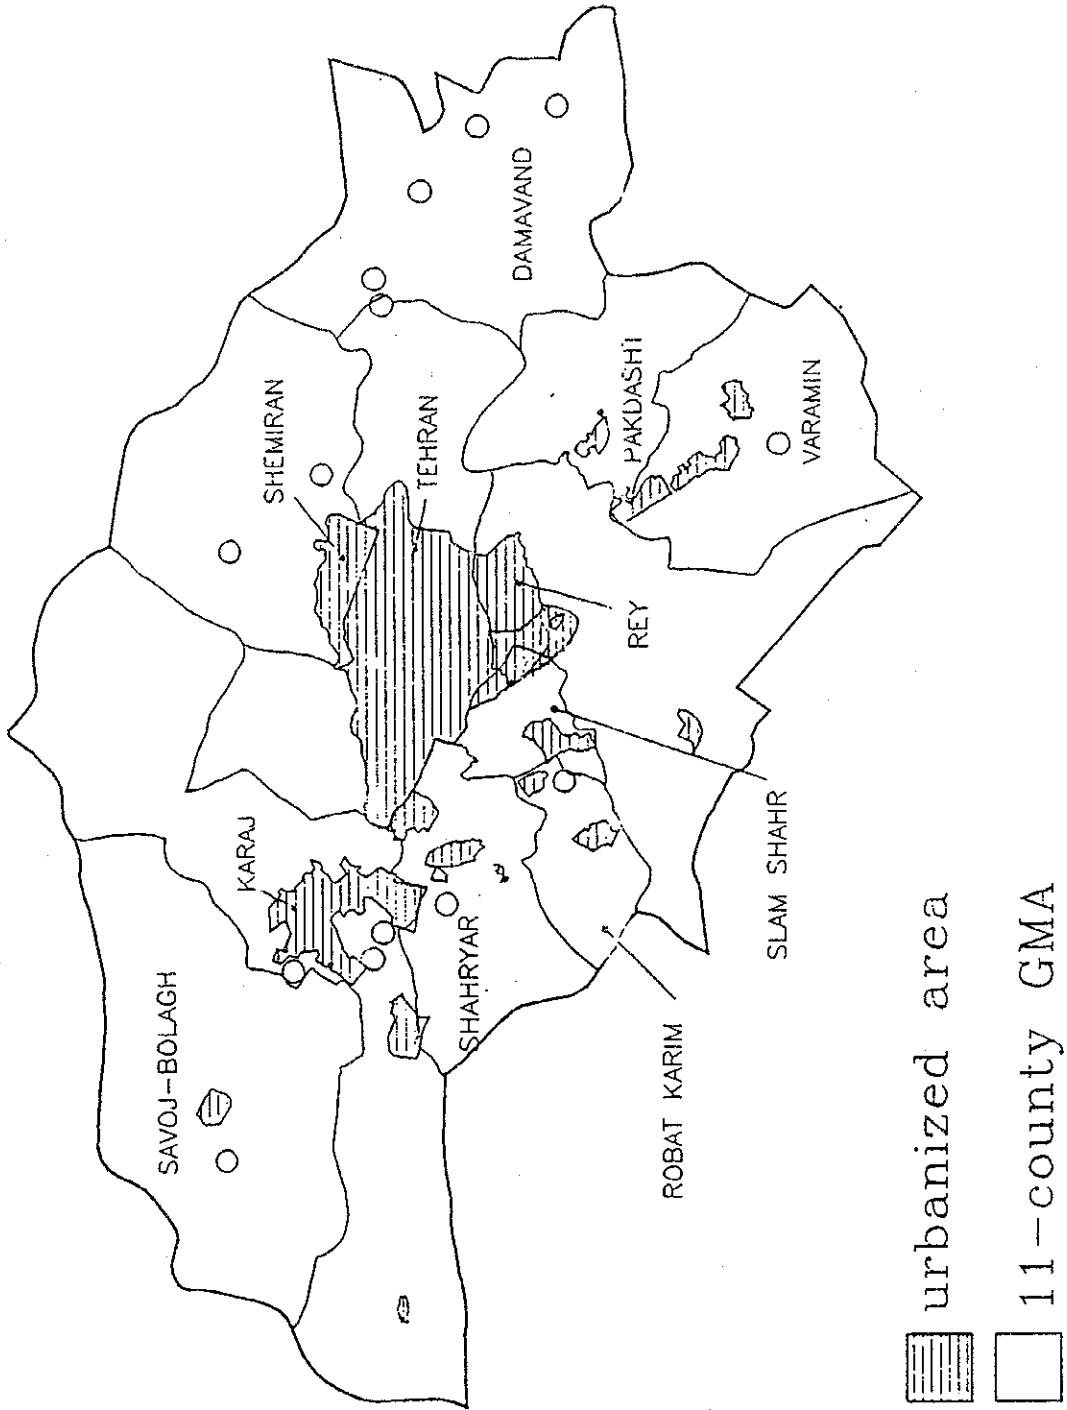 SAVOJ-BOLAGH
KARAJ
SHEMIRAN
TEHRAN
DAMAVAND
SHAHRYAR
ROBAT KARIM
SLAM SHAHR
REY
PAKDASHT
VARAMIN
urbanized area
11-county GMA